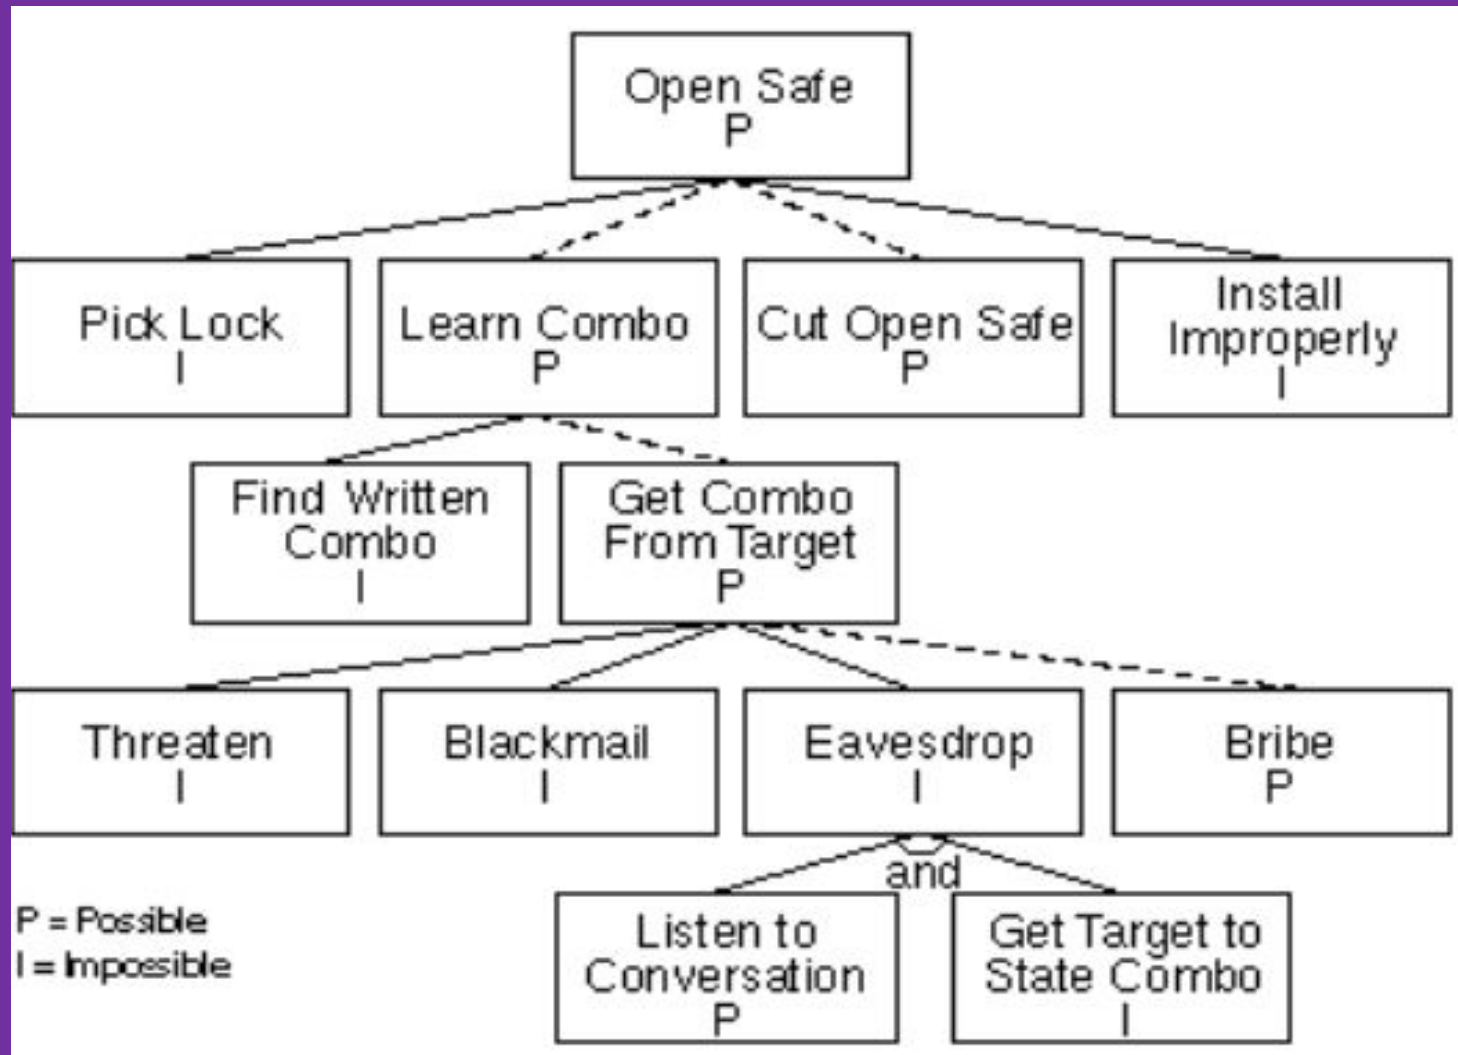 Open Safe
P
Pick Lock
I
Learn Combo
P
Cut Open Safe
P
Install
Improperly
I
Find Written
Combo
I
Get Combo
From Target
P
Threaten
I
Blackmail
I
Eavesdrop
I
Bribe
P
and
Listen to
Conversation
P
Get Target to
State Combo
I
P = Possible
I = Impossible